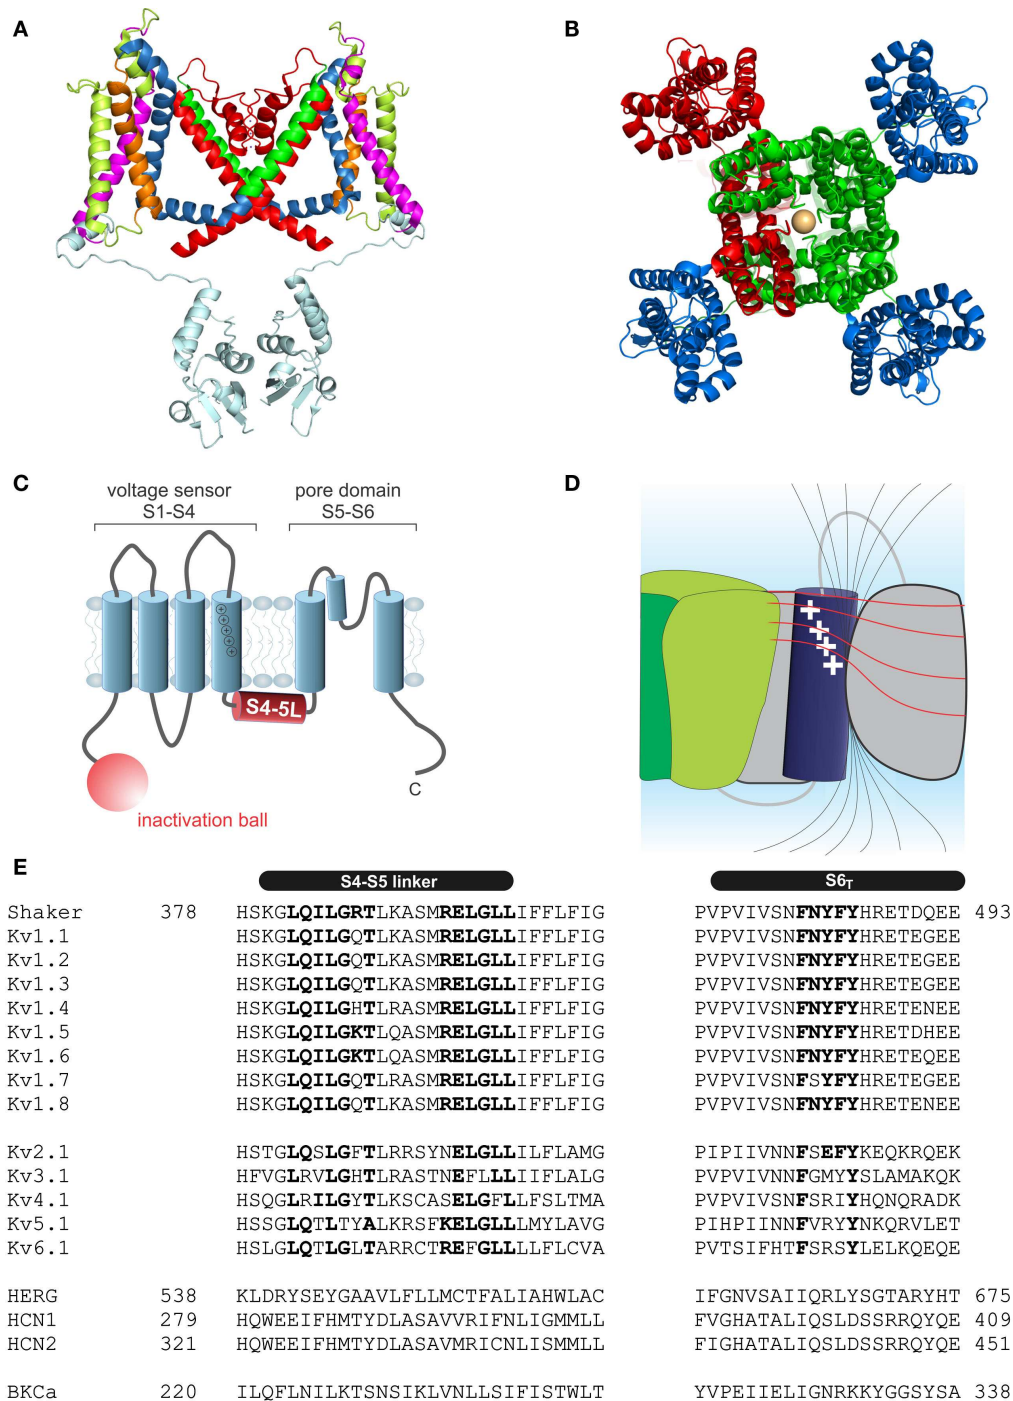 A
B
C
voltage sensor
S1-S4
pore domain
S5-S6
S4-5L
C
inactivation ball
D
E
S4-S5 linker S6T
Shaker 378 HSKGLQILGRTLKASMRELGLLIFFLFIG PVPVIVSNFNYFYHRETDQEE 493
Kv1.1 HSKGLQILGQTLKASMRELGLLIFFLFIG PVPVIVSNFNYFYHRETEGEE
Kv1.2 HSKGLQILGQTLKASMRELGLLIFFLFIG PVPVIVSNFNYFYHRETEGEE
Kv1.3 HSKGLQILGQTLKASMRELGLLIFFLFIG PVPVIVSNFNYFYHRETEGEE
Kv1.4 HSKGLQILGHTLRASMRELGLLIFFLFIG PVPVIVSNFNYFYHRETENEE
Kv1.5 HSKGLQILGKTLQASMRELGLLIFFLFIG PVPVIVSNFNYFYHRETDHEE
Kv1.6 HSKGLQILGKTLQASMRELGLLIFFLFIG PVPVIVSNFNYFYHRETEQEE
Kv1.7 HSKGLQILGQTLRASMRELGLLIFFLFIG PVPVIVSNFSYFYHRETEGEE
Kv1.8 HSKGLQILGQTLRASMRELGLLIFFLFIG PVPVIVSNFNYFYHRETENEE
Kv2.1 HSTGLQSLGFTLRRSYNELGLLILFLAMG PIPIIVNNFSEFYKEQKRQEK
Kv3.1 HFVGLRVLGHTLRASTNEFLLLIIFLALG PVPVIVNNFGMYYSLAMAKQK
Kv4.1 HSQGLRILGYTLKSCASELGFLLFSLTMA PVPVIVSNFSRIYHQNQRADK
Kv5.1 HSSGLQTLTYALKRSFKELGLLLMYLAVG PIHPIINNFVRYYNKQRVLET
Kv6.1 HSLGLQTLGLTARRCTREFGLLLLFLCVA PVTSIFHTFSRSYLELKQEQE
HERG 538 KLDRYSEYGAAVLFLLMCTFALIAHWLAC IFGNVSAIIQRLYSGTARYHT 675
HCN1 279 HQWEEIFHMTYDLASAVVRIFNLIGMMLL FVGHATALIQSLDSSRRQYQE 409
HCN2 321 HQWEEIFHMTYDLASAVMRICNLISMMLL FIGHATALIQSLDSSRRQYQE 451
BKCa 220 ILQFLNILKTSNSIKLVNLLSIFISTWLT YVPEIIELIGNRKKYGGSYSA 338